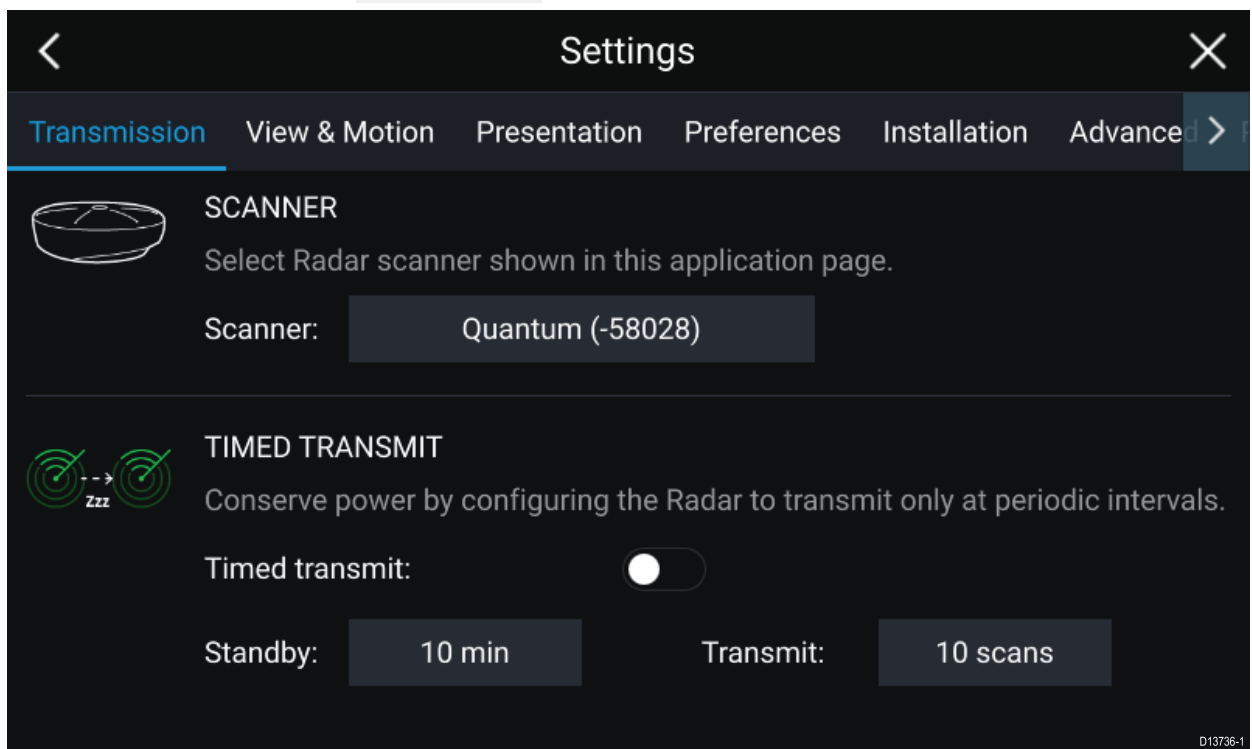 Settings
Transmission View & Motion Presentation Preferences Installation Advanced
SCANNER
Select Radar scanner shown in this application page.
Scanner: Quantum (-58028)
TIMED TRANSMIT
Zzz
Conserve power by configuring the Radar to transmit only at periodic intervals.
Timed transmit:
Standby: 10 min Transmit: 10 scans
D13736-1